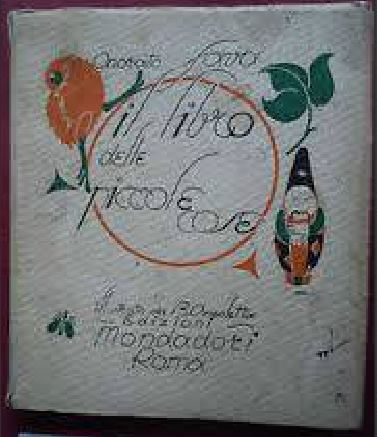 Onorato Fava
il libro
delle
piccole
cose
Edizioni
Mondadori
Roma